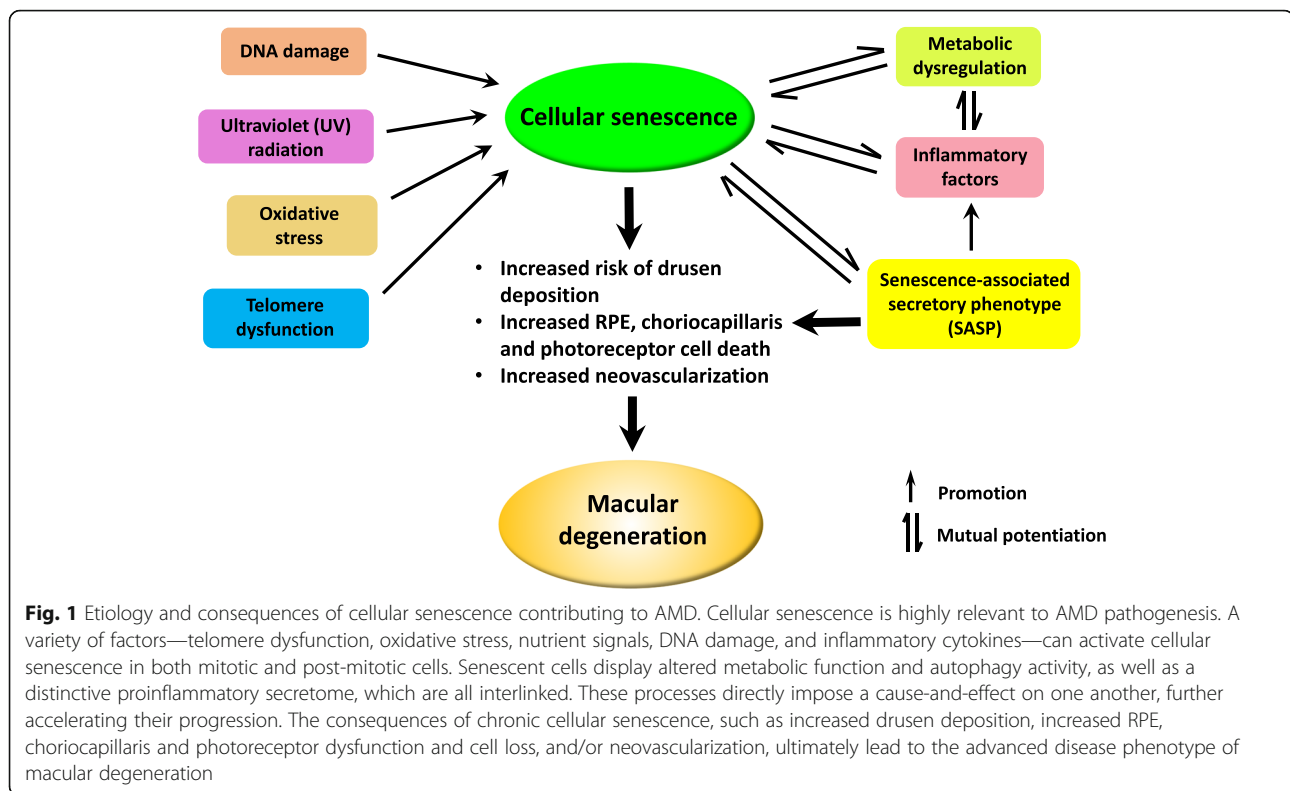 DNA damage
Ultraviolet (UV)
radiation
Oxidative
stress
Telomere
dysfunction
Cellular senescence
Metabolic
dysregulation
Inflammatory
factors
Senescence-associated
secretory phenotype
(SASP)
• Increased risk of drusen
deposition
• Increased RPE, choriocapillaris
and photoreceptor cell death
• Increased neovascularization
Macular
degeneration
Promotion
Mutual potentiation
Fig. 1 Etiology and consequences of cellular senescence contributing to AMD. Cellular senescence is highly relevant to AMD pathogenesis. A
variety of factors—telomere dysfunction, oxidative stress, nutrient signals, DNA damage, and inflammatory cytokines—can activate cellular
senescence in both mitotic and post-mitotic cells. Senescent cells display altered metabolic function and autophagy activity, as well as a
distinctive proinflammatory secretome, which are all interlinked. These processes directly impose a cause-and-effect on one another, further
accelerating their progression. The consequences of chronic cellular senescence, such as increased drusen deposition, increased RPE,
choriocapillaris and photoreceptor dysfunction and cell loss, and/or neovascularization, ultimately lead to the advanced disease phenotype of
macular degeneration